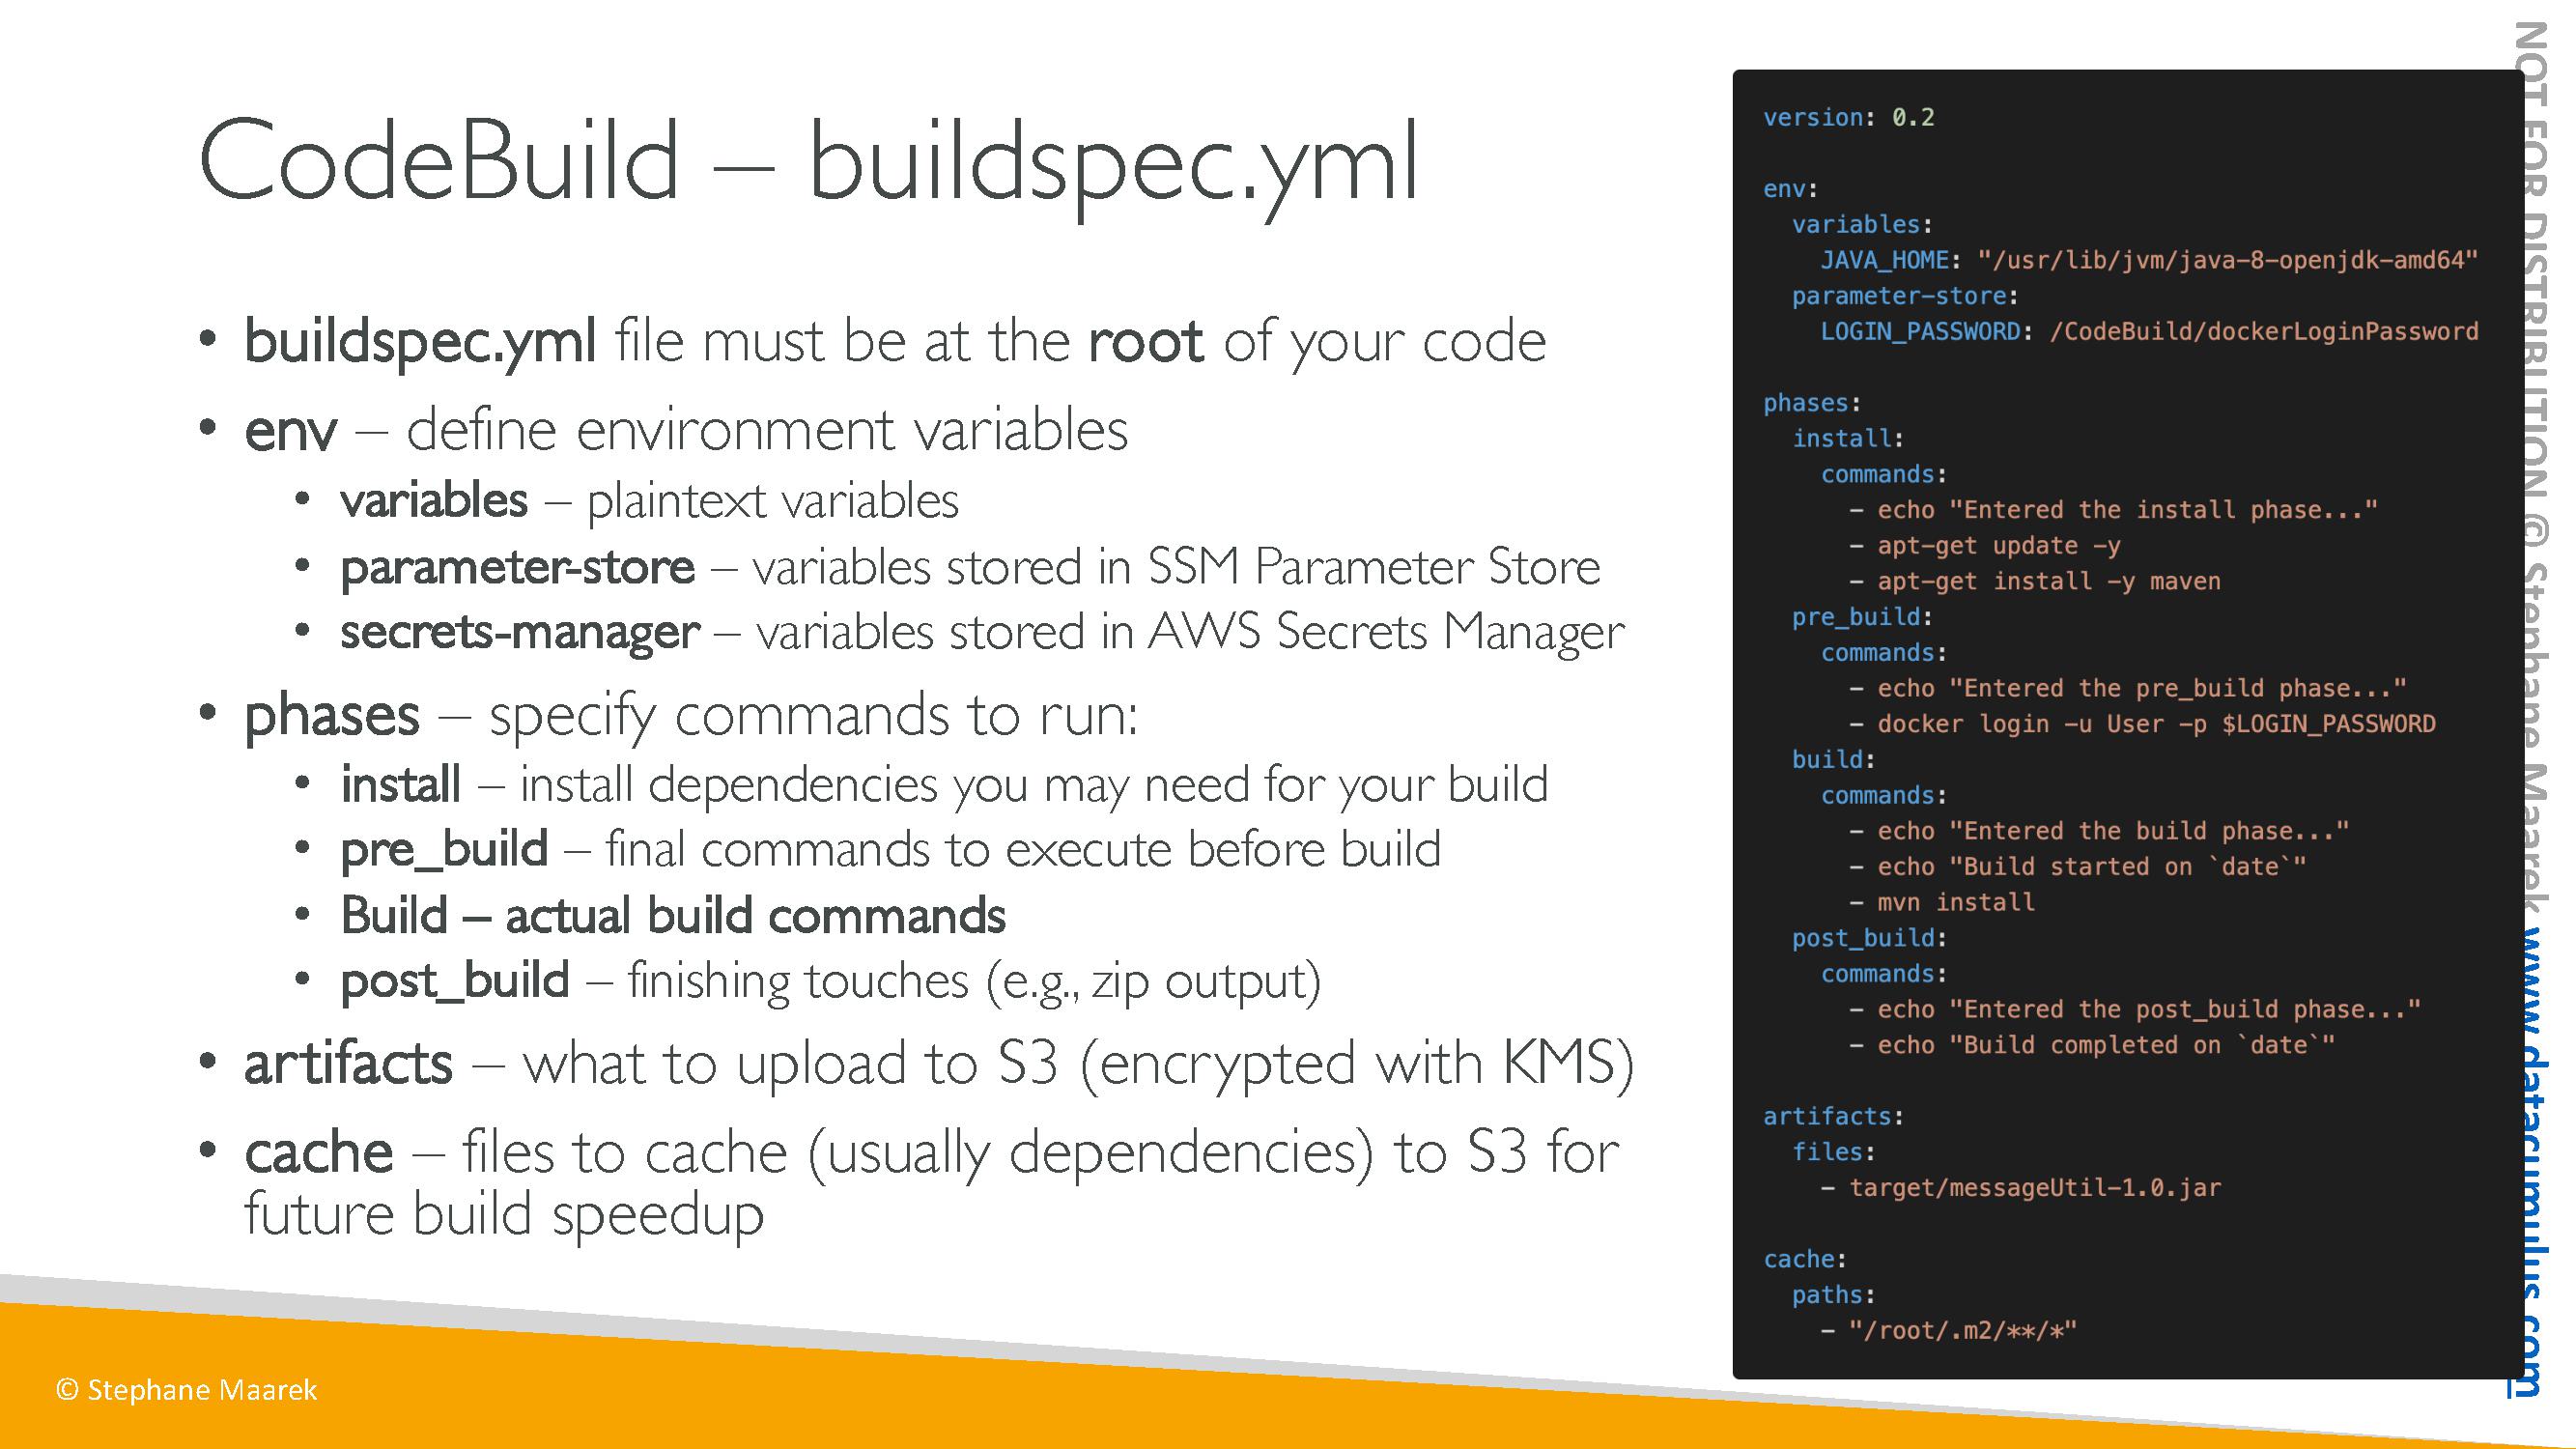 CodeBuild – buildspec.yml
• buildspec.yml file must be at the root of your code
• env – define environment variables
• variables – plaintext variables
• parameter-store – variables stored in SSM Parameter Store
• secrets-manager – variables stored in AWS Secrets Manager
• phases – specify commands to run:
• install – install dependencies you may need for your build
• pre_build – final commands to execute before build
• Build – actual build commands
• post_build – finishing touches (e.g., zip output)
• artifacts – what to upload to S3 (encrypted with KMS)
• cache – files to cache (usually dependencies) to S3 for
future build speedup
version: 0.2
env:
variables:
JAVA_HOME: "/usr/lib/jvm/java-8-openjdk-amd64"
parameter-store:
LOGIN_PASSWORD: /CodeBuild/dockerLoginPassword
phases:
install:
commands:
- echo "Entered the install phase..."
- apt-get update -y
- apt-get install -y maven
pre_build:
commands:
- echo "Entered the pre_build phase..."
- docker login -u User -p $LOGIN_PASSWORD
build:
commands:
- echo "Entered the build phase..."
- echo "Build started on `date`"
- mvn install
post_build:
commands:
- echo "Entered the post_build phase..."
- echo "Build completed on `date`"
artifacts:
files:
- target/messageUtil-1.0.jar
cache:
paths:
- "/root/.m2/**/*"
NOT FOR DISTRIBUTION © Stephane Maarek www.datacumulus.com
© Stephane Maarek